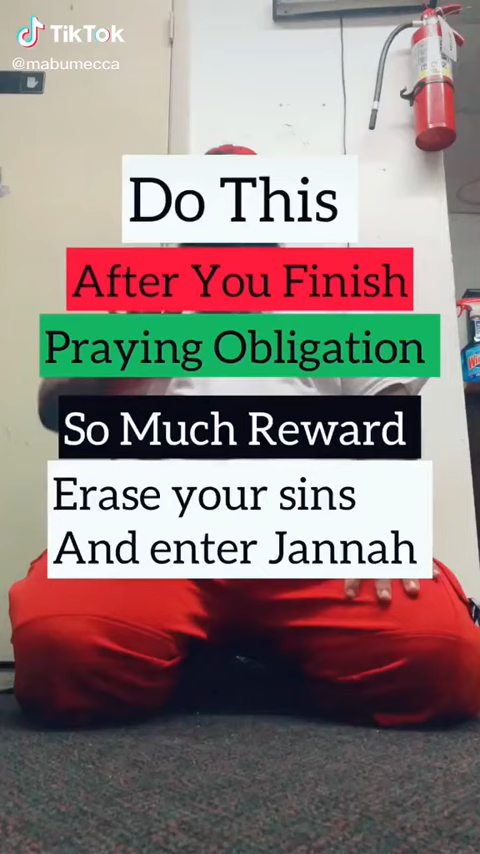 TikTok
@mabumecca
Do This
After You Finish
Praying Obligation
So Much Reward
Erase your sins
And enter Jannah